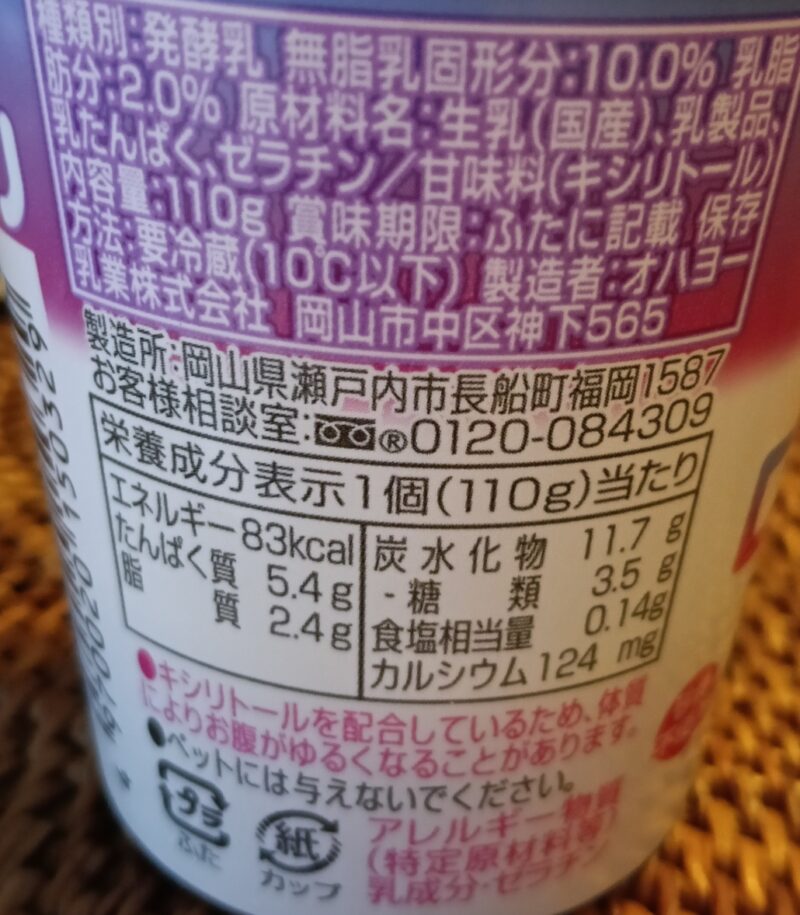 種類別:発酵乳 無脂乳固形分:10.0% 乳脂
肪分:2.0% 原材料名:生乳(国産)、乳製品、
乳たんぱく、ゼラチン/甘味料(キシリトール)
内容量:110g 賞味期限:ふたに記載 保存
方法:要冷蔵(10℃以下) 製造者:オハヨー
乳業株式会社 岡山市中区神下565
製造所:岡山県瀬戸内市長船町福岡1587
お客様相談室:®0120-084309
栄養成分表示1個(110g)当たり
エネルギー83kcal
たんぱく質 5.4g
脂質 2.4g
炭水化物 11.7g
-糖類 3.5g
食塩相当量 0.14g
カルシウム124mg
●キシリトールを配合しているため、体質
によりお腹がゆるくなることがあります。
●ペットには与えないでください。
プラ
ふた
紙
カップ
アレルギー物質
(特定原材料等)
乳成分・ゼラチン